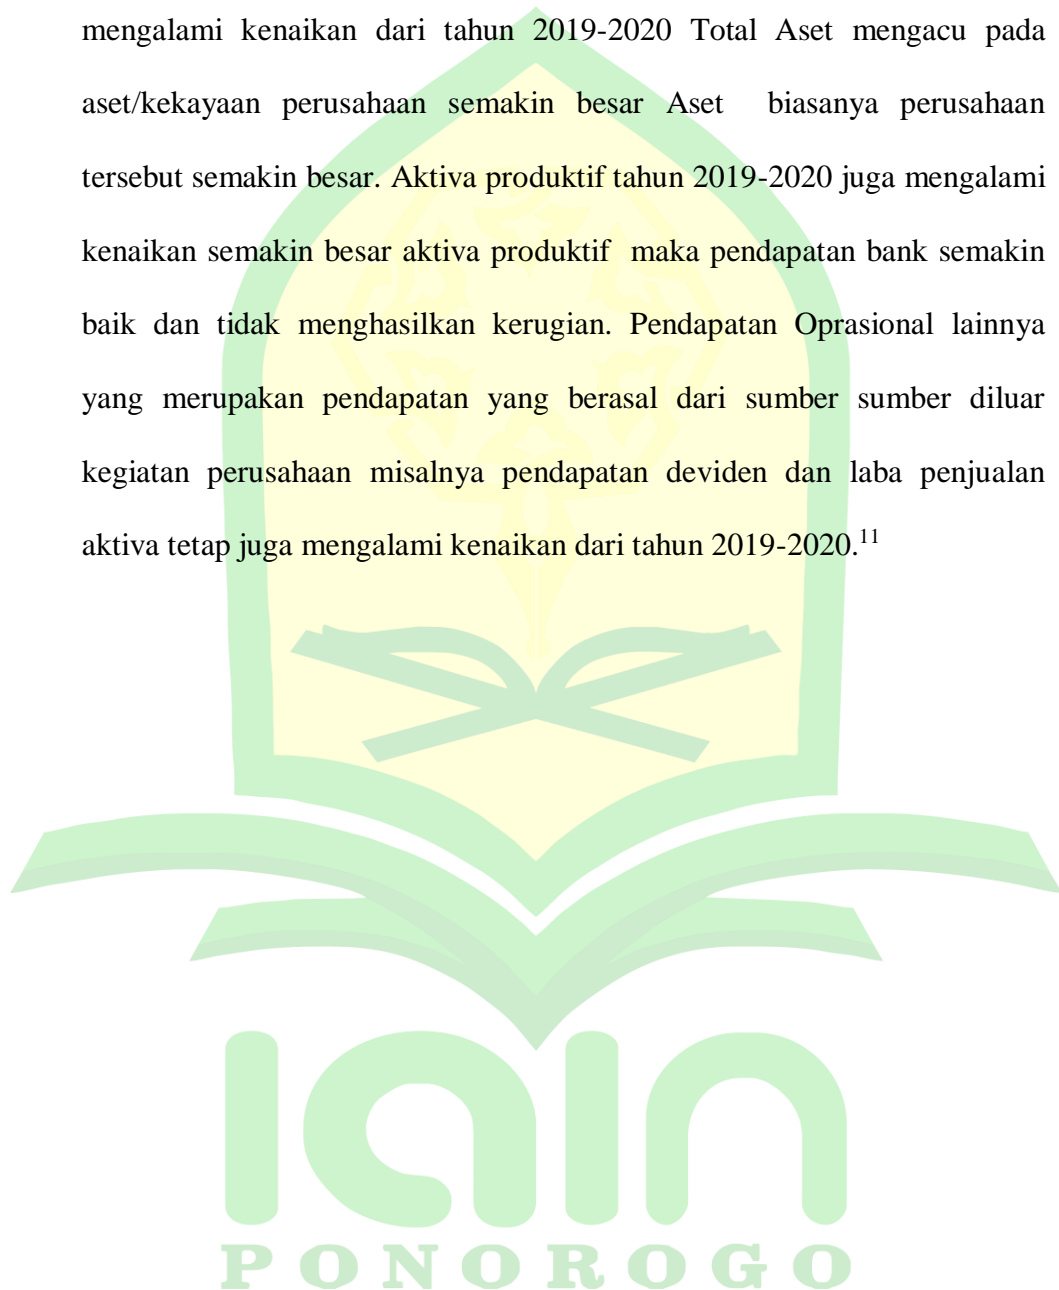 mengalami kenaikan dari tahun 2019-2020 Total Aset mengacu pada
aset/kekayaan perusahaan semakin besar Aset biasanya perusahaan
tersebut semakin besar. Aktiva produktif tahun 2019-2020 juga mengalami
kenaikan semakin besar aktiva produktif maka pendapatan bank semakin
baik dan tidak menghasilkan kerugian. Pendapatan Oprasional lainnya
yang merupakan pendapatan yang berasal dari sumber sumber diluar
kegiatan perusahaan misalnya pendapatan deviden dan laba penjualan
aktiva tetap juga mengalami kenaikan dari tahun 2019-2020.11
IAIN
PONOROGO